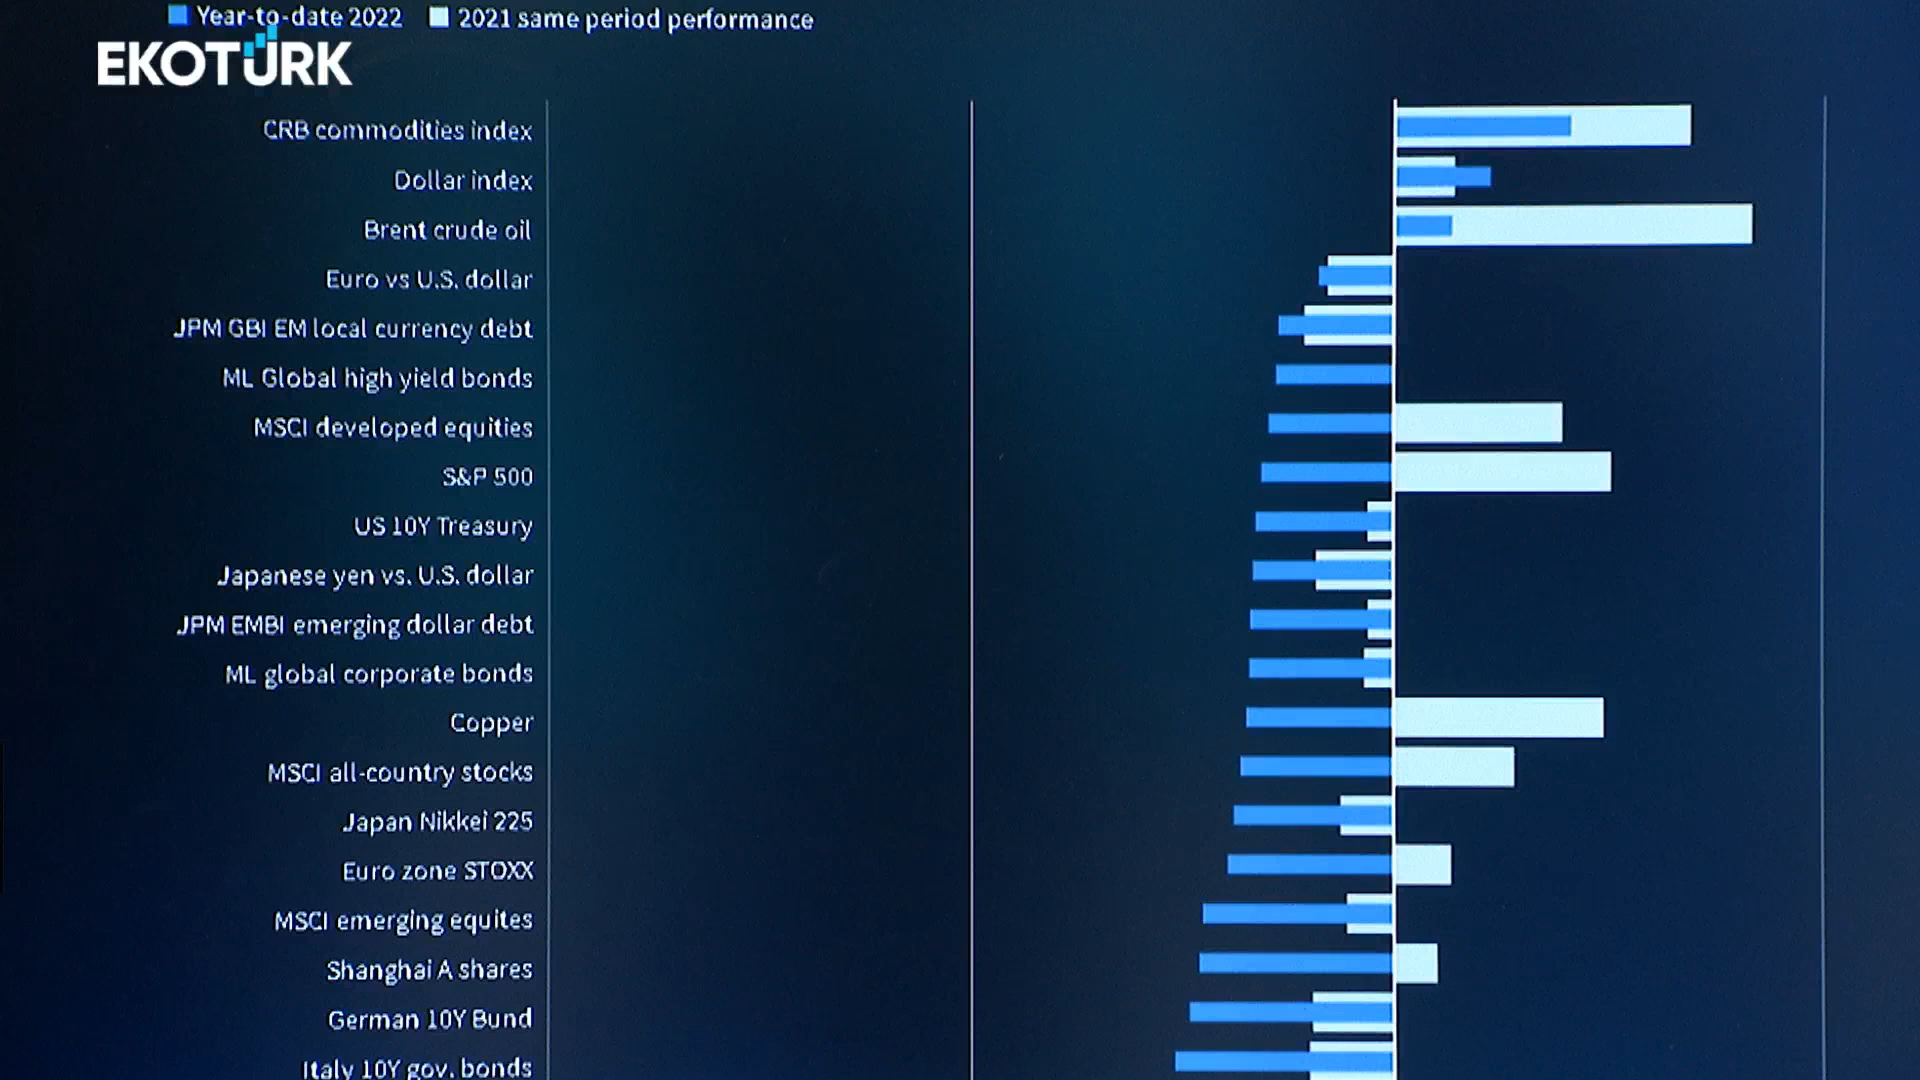 Year-to-date 2022
2021 same period performance
EKOTÜRK
CRB commodities index
Dollar index
Brent crude oil
Euro vs U.S. dollar
JPM GBI EM local currency debt
ML Global high yield bonds
MSCI developed equities
S&P 500
US 10Y Treasury
Japanese yen vs. U.S. dollar
JPM EMBI emerging dollar debt
ML global corporate bonds
Copper
MSCI all-country stocks
Japan Nikkei 225
Euro zone STOXX
MSCI emerging equites
Shanghai A shares
German 10Y Bund
Italy 10Y gov. bonds